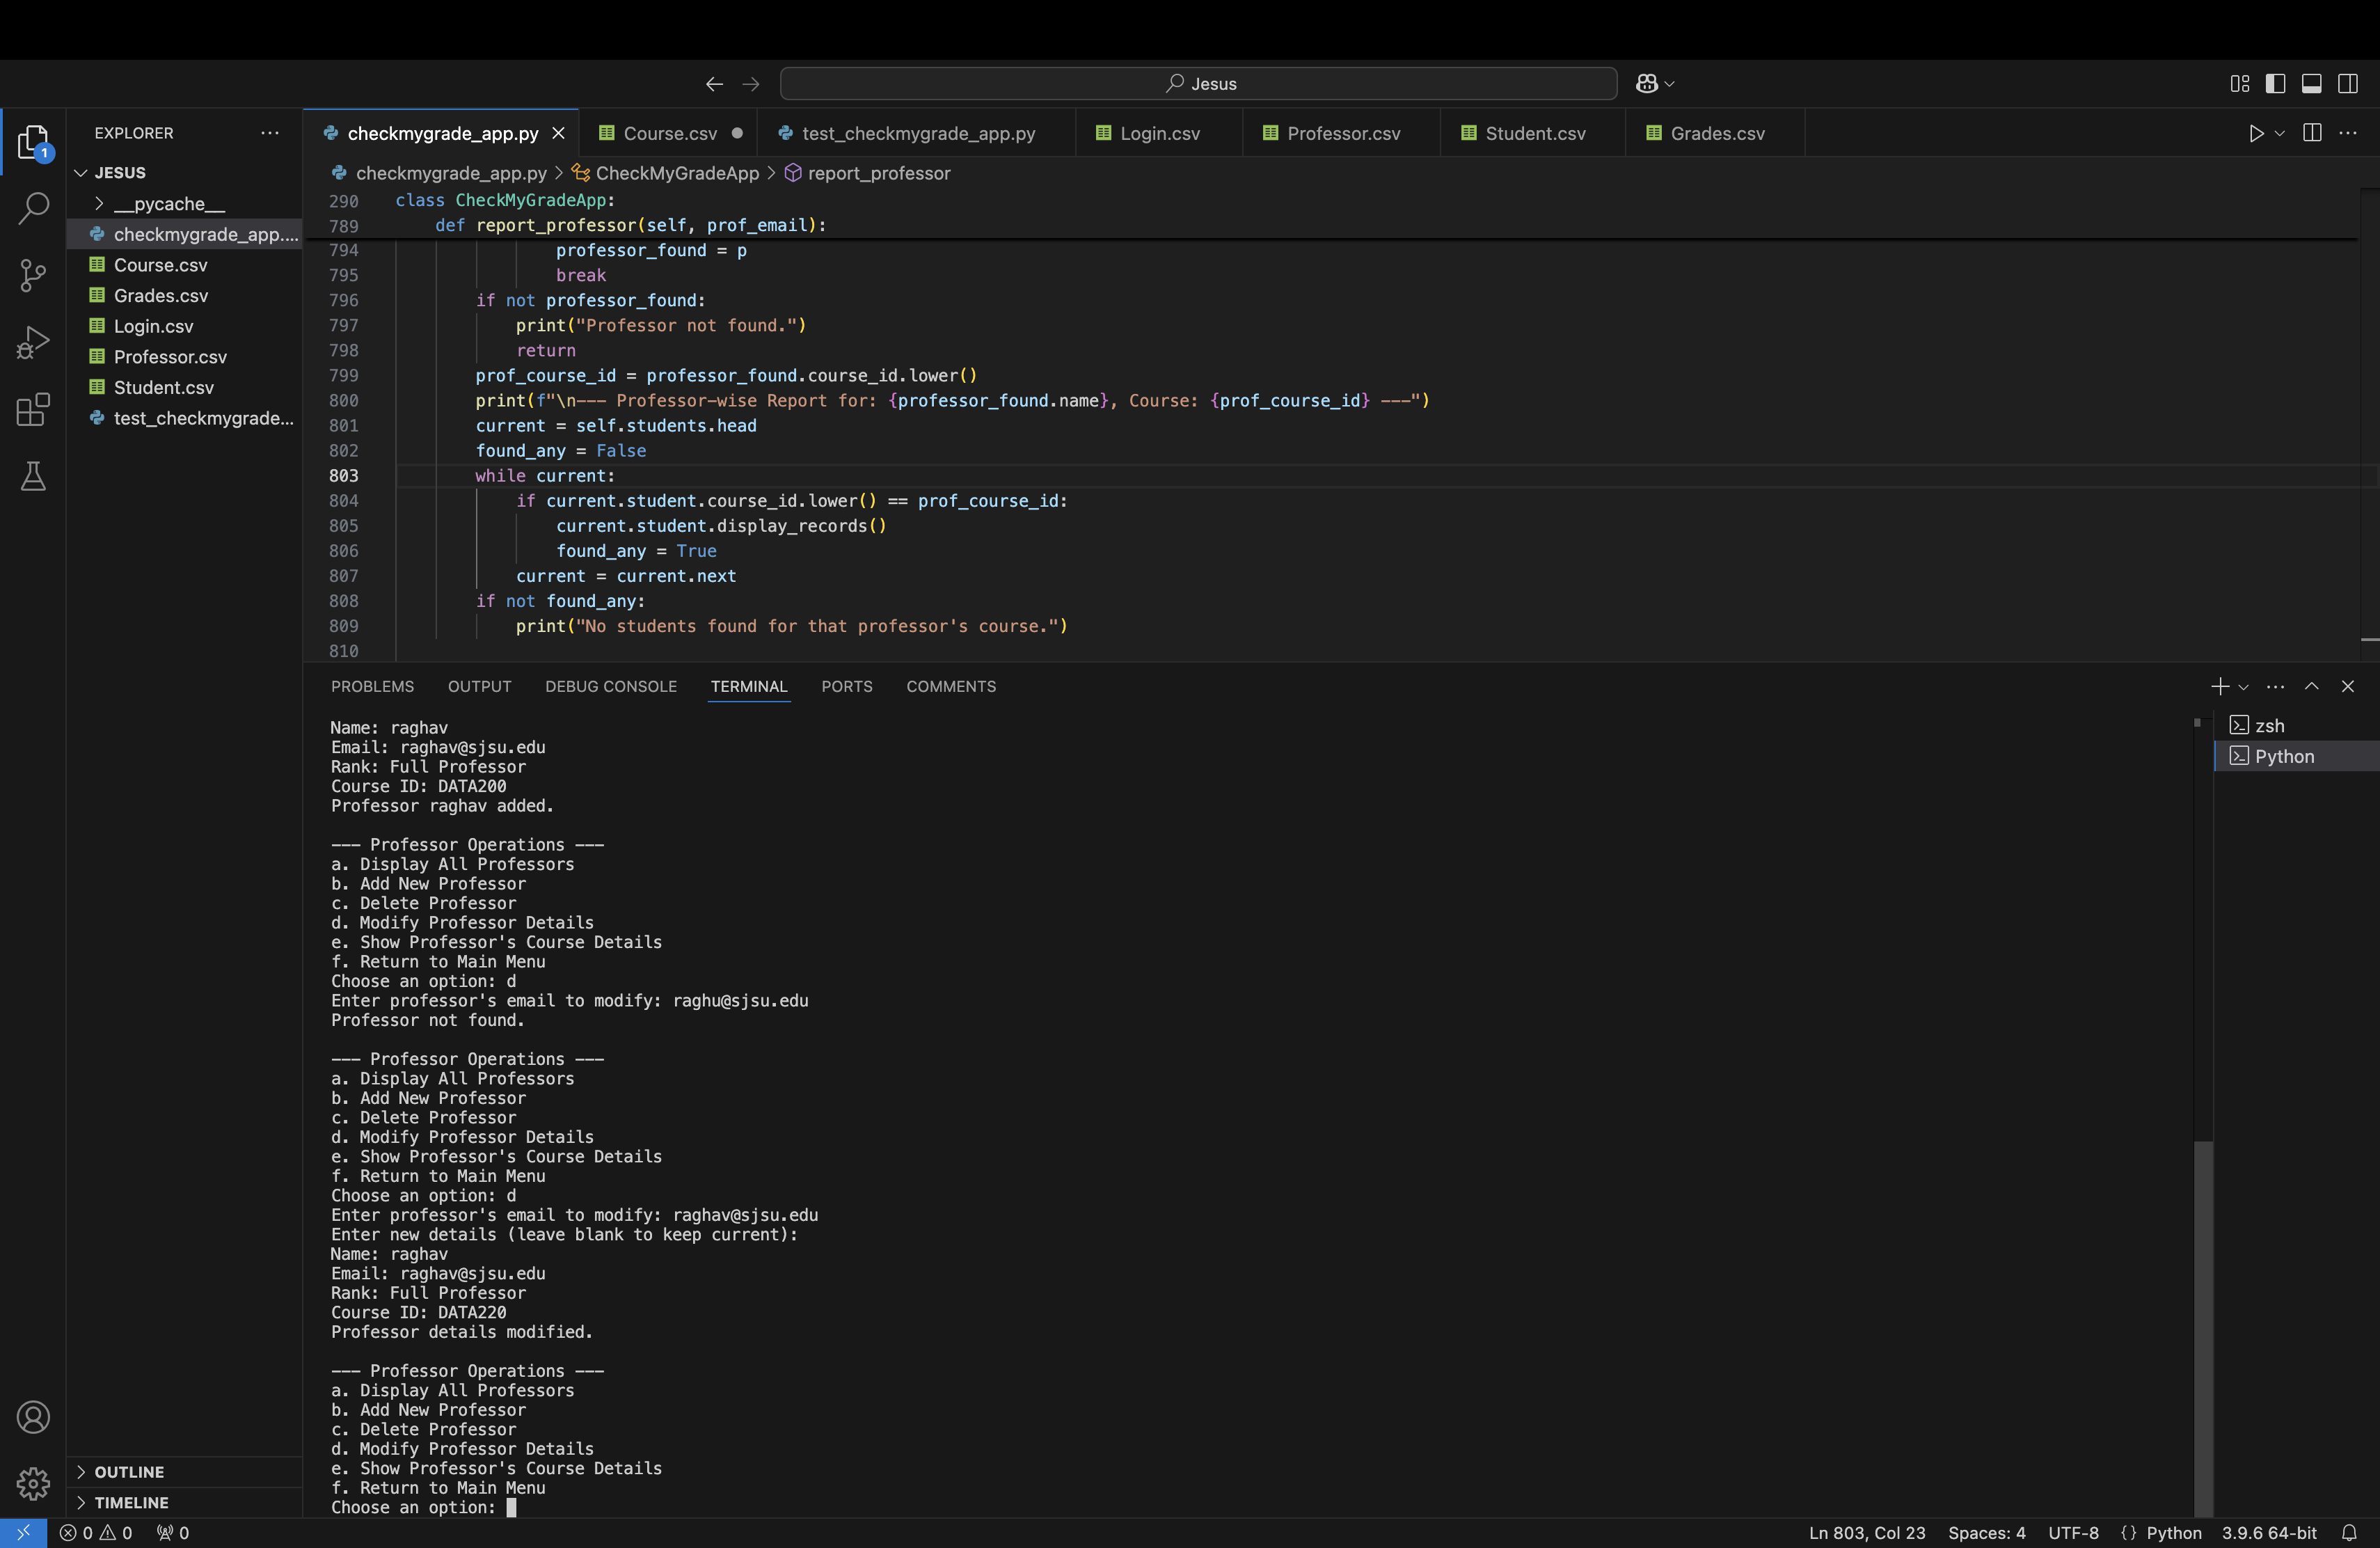 Jesus
EXPLORER
checkmygrade_app.py
Course.csv
test_checkmygrade_app.py
Login.csv
Professor.csv
Student.csv
Grades.csv
JESUS
__pycache__
checkmygrade_app....
Course.csv
Grades.csv
Login.csv
Professor.csv
Student.csv
test_checkmygrade...
OUTLINE
TIMELINE
1
checkmygrade_app.py > CheckMyGradeApp > report_professor
290 class CheckMyGradeApp:
789 def report_professor(self, prof_email):
794 professor_found = p
795 break
796 if not professor_found:
797 print("Professor not found.")
798 return
799 prof_course_id = professor_found.course_id.lower()
800 print(f"\n--- Professor-wise Report for: {professor_found.name}, Course: {prof_course_id} ---")
801 current = self.students.head
802 found_any = False
803 while current:
804 if current.student.course_id.lower() == prof_course_id:
805 current.student.display_records()
806 found_any = True
807 current = current.next
808 if not found_any:
809 print("No students found for that professor's course.")
810
PROBLEMS OUTPUT DEBUG CONSOLE TERMINAL PORTS COMMENTS
zsh
Python
Name: raghav
Email: raghav@sjsu.edu
Rank: Full Professor
Course ID: DATA200
Professor raghav added.
--- Professor Operations ---
a. Display All Professors
b. Add New Professor
c. Delete Professor
d. Modify Professor Details
e. Show Professor's Course Details
f. Return to Main Menu
Choose an option: d
Enter professor's email to modify: raghu@sjsu.edu
Professor not found.
--- Professor Operations ---
a. Display All Professors
b. Add New Professor
c. Delete Professor
d. Modify Professor Details
e. Show Professor's Course Details
f. Return to Main Menu
Choose an option: d
Enter professor's email to modify: raghav@sjsu.edu
Enter new details (leave blank to keep current):
Name: raghav
Email: raghav@sjsu.edu
Rank: Full Professor
Course ID: DATA220
Professor details modified.
--- Professor Operations ---
a. Display All Professors
b. Add New Professor
c. Delete Professor
d. Modify Professor Details
e. Show Professor's Course Details
f. Return to Main Menu
Choose an option:
0 0 0
Ln 803, Col 23 Spaces: 4 UTF-8 {} Python 3.9.6 64-bit